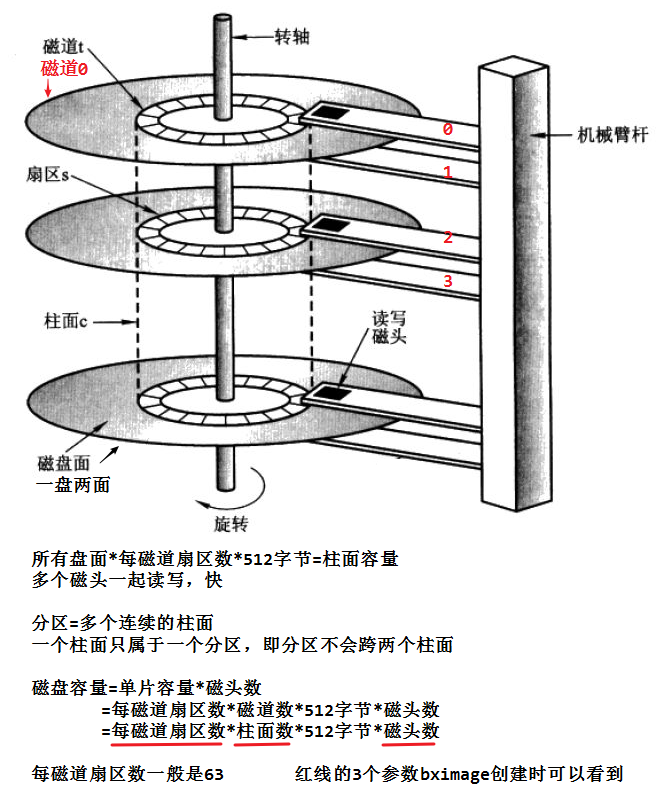 转轴
磁道t
磁道0
0
机械臂杆
1
扇区s
2
3
柱面c
读写
磁头
磁盘面
一盘两面
旋转
所有盘面*每磁道扇区数*512字节=柱面容量
多个磁头一起读写，快
分区=多个连续的柱面
一个柱面只属于一个分区，即分区不会跨两个柱面
磁盘容量=单片容量*磁头数
=每磁道扇区数*磁道数*512字节*磁头数
=每磁道扇区数*柱面数*512字节*磁头数
每磁道扇区数一般是63 红线的3个参数bximage创建时可以看到